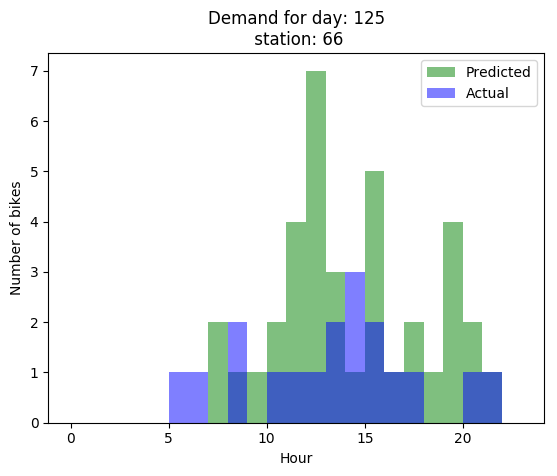 Demand for day: 125
station: 66
Predicted
Actual
Number of bikes
7
6
5
4
3
2
1
0
0 5 10 15 20
Hour